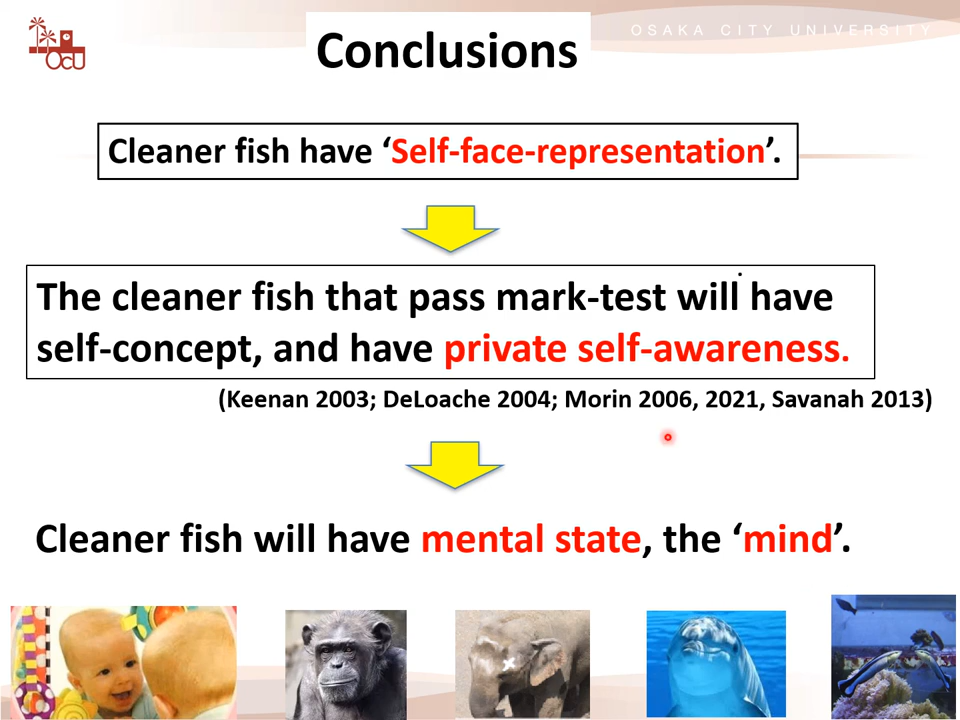 OSAKA CITY UNIVERSITY
OCU
Conclusions
Cleaner fish have ‘Self-face-representation’.
The cleaner fish that pass mark-test will have
self-concept, and have private self-awareness.
(Keenan 2003; DeLoache 2004; Morin 2006, 2021, Savanah 2013)
Cleaner fish will have mental state, the ‘mind’.